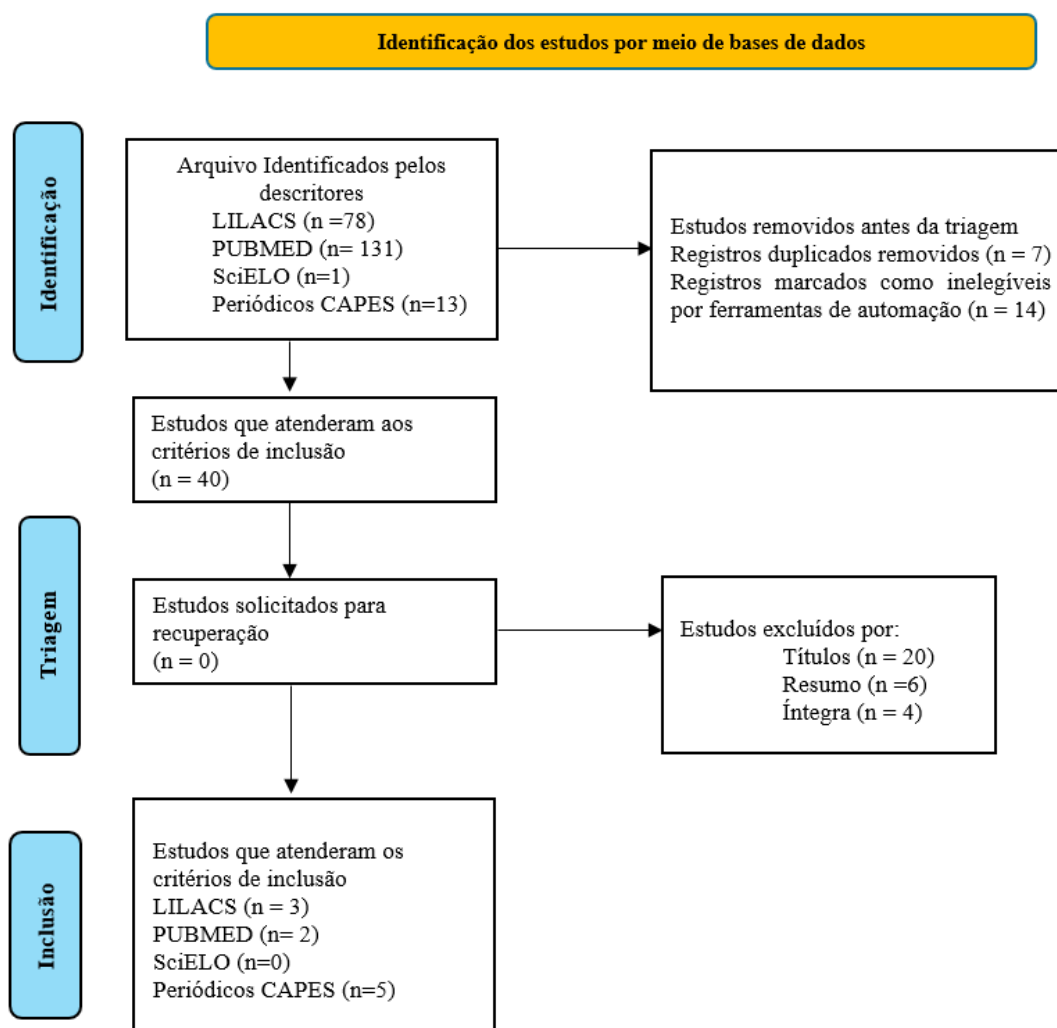 Identificação dos estudos por meio de bases de dados
Identificação
Arquivo Identificados pelos
descritores
LILACS (n =78)
PUBMED (n= 131)
SciELO (n=1)
Periódicos CAPES (n=13)
Estudos removidos antes da triagem
Registros duplicados removidos (n = 7)
Registros marcados como inelegíveis
por ferramentas de automação (n = 14)
Estudos que atenderam aos
critérios de inclusão
(n = 40)
Triagem
Estudos solicitados para
recuperação
(n = 0)
Estudos excluídos por:
Títulos (n = 20)
Resumo (n =6)
Íntegra (n = 4)
Inclusão
Estudos que atenderam os
critérios de inclusão
LILACS (n = 3)
PUBMED (n= 2)
SciELO (n=0)
Periódicos CAPES (n=5)